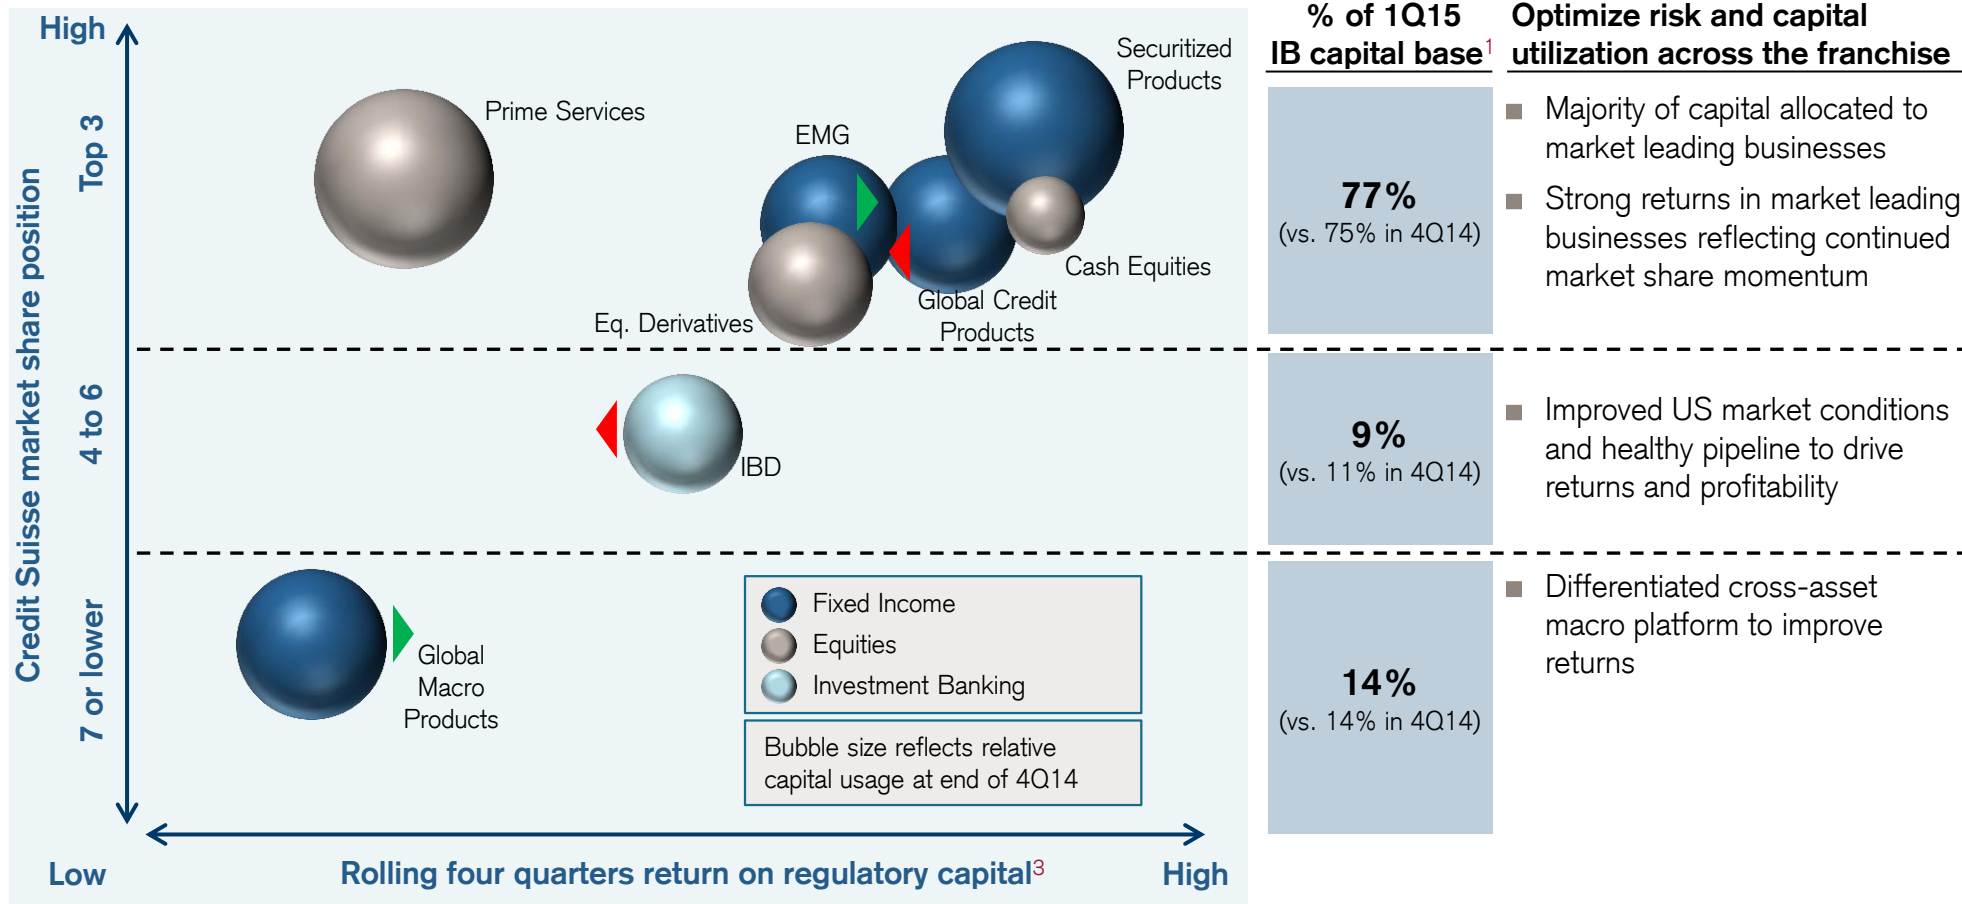 High
Top 3
4 to 6
7 or lower
Credit Suisse market share position
Low
Rolling four quarters return on regulatory capital3
High
Prime Services
EMG
Securitized
Products
Cash Equities
Global Credit
Products
Eq. Derivatives
IBD
Global
Macro
Products
Fixed Income
Equities
Investment Banking
Bubble size reflects relative
capital usage at end of 4Q14
% of 1Q15
IB capital base1
77%
(vs. 75% in 4Q14)
9%
(vs. 11% in 4Q14)
14%
(vs. 14% in 4Q14)
Optimize risk and capital
utilization across the franchise
Majority of capital allocated to
market leading businesses
Strong returns in market leading
businesses reflecting continued
market share momentum
Improved US market conditions
and healthy pipeline to drive
returns and profitability
Differentiated cross-asset
macro platform to improve
returns